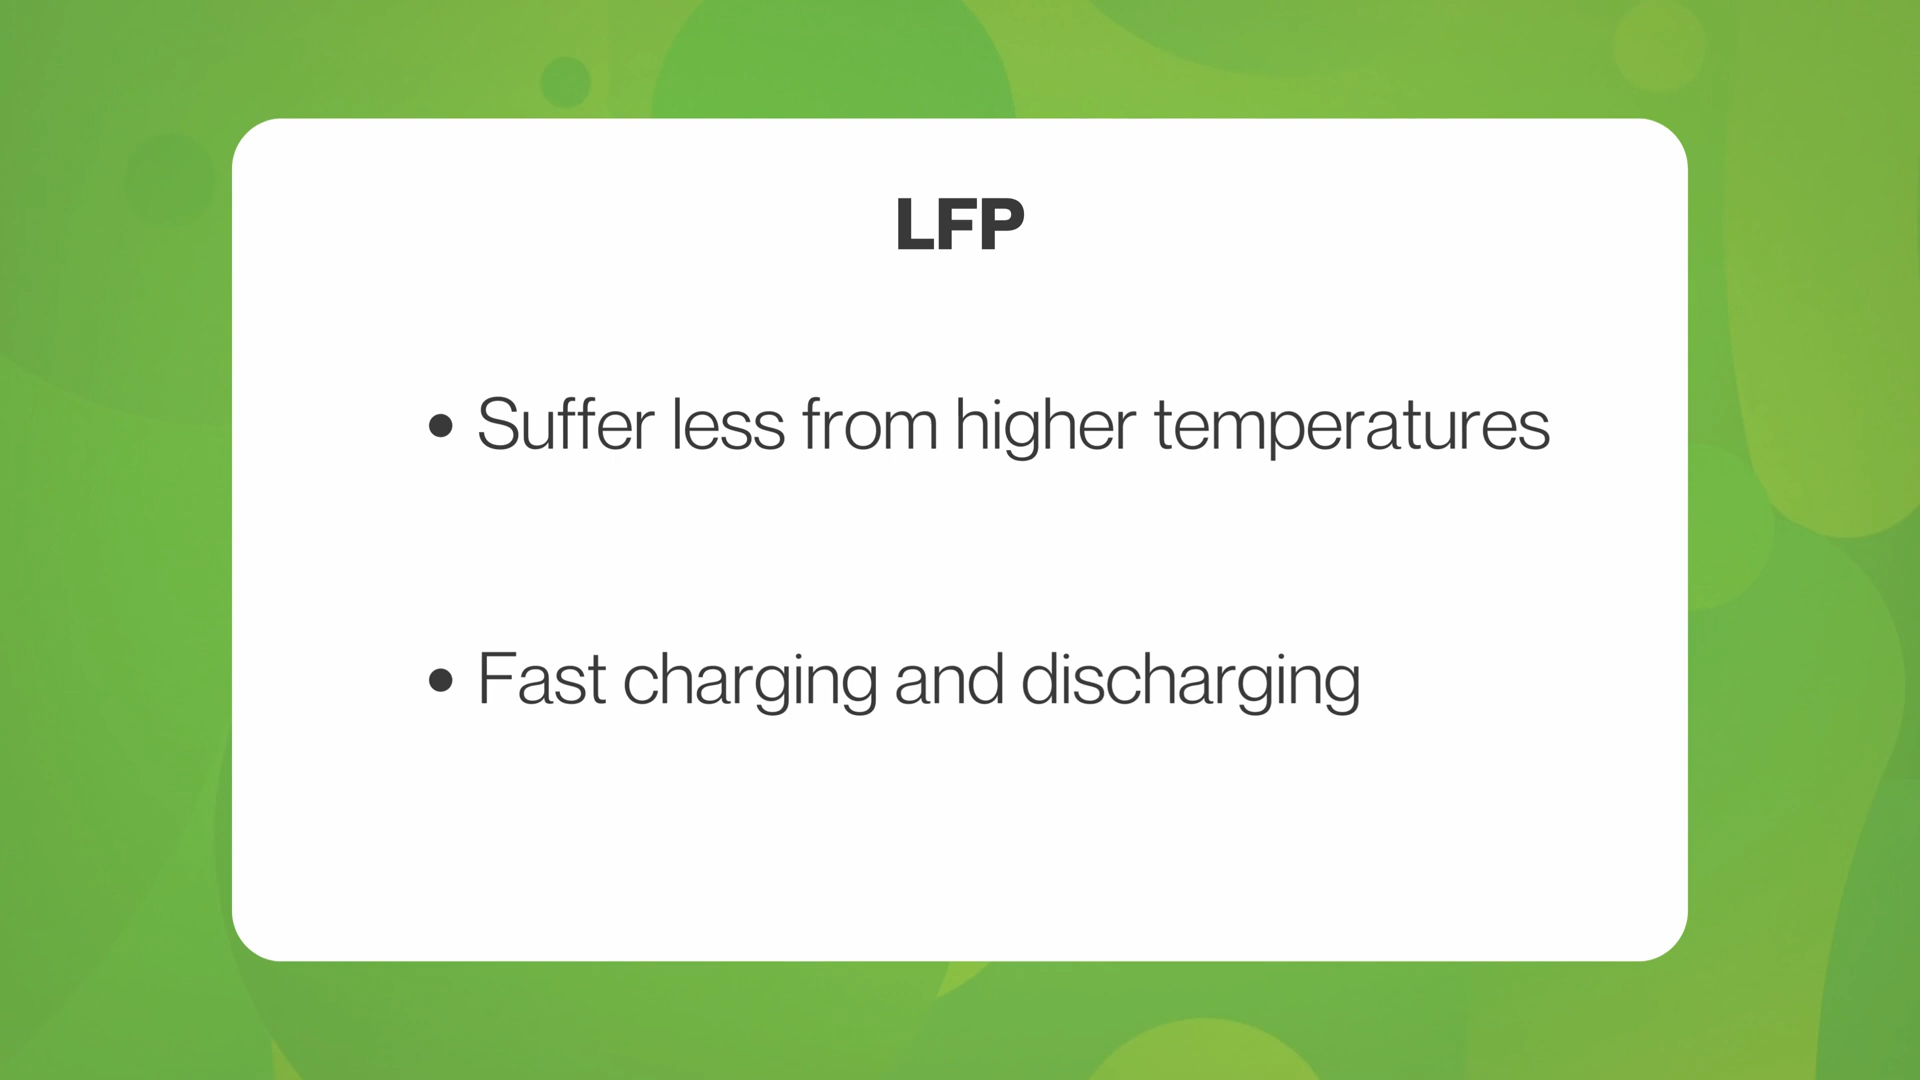 LFP
• Suffer less from higher temperatures
• Fast charging and discharging